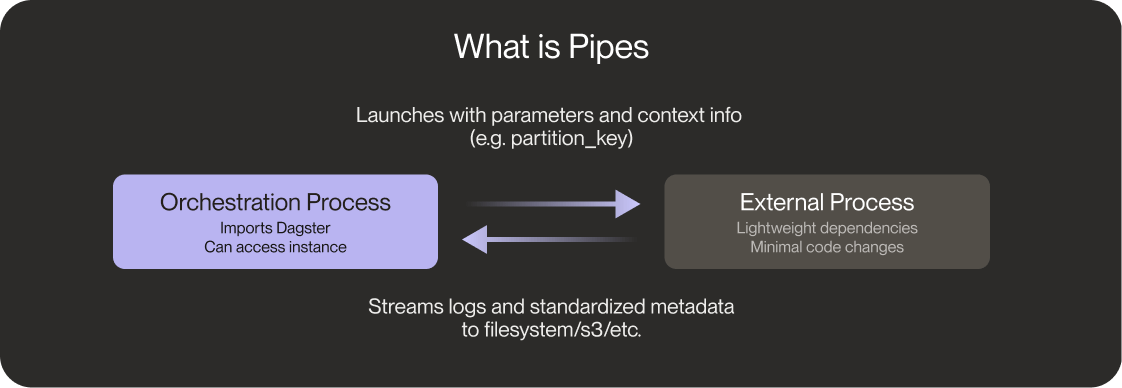 What is Pipes
Launches with parameters and context info
(e.g. partition_key)
Orchestration Process
Imports Dagster
Can access instance
External Process
Lightweight dependencies
Minimal code changes
Streams logs and standardized metadata
to filesystem/s3/etc.